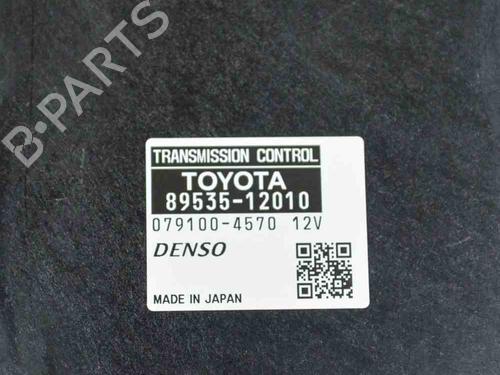 B-PARTS
TRANSMISSION CONTROL
TOYOTA
89535-12010
079100-4570 12V
DENSO
MADE IN JAPAN